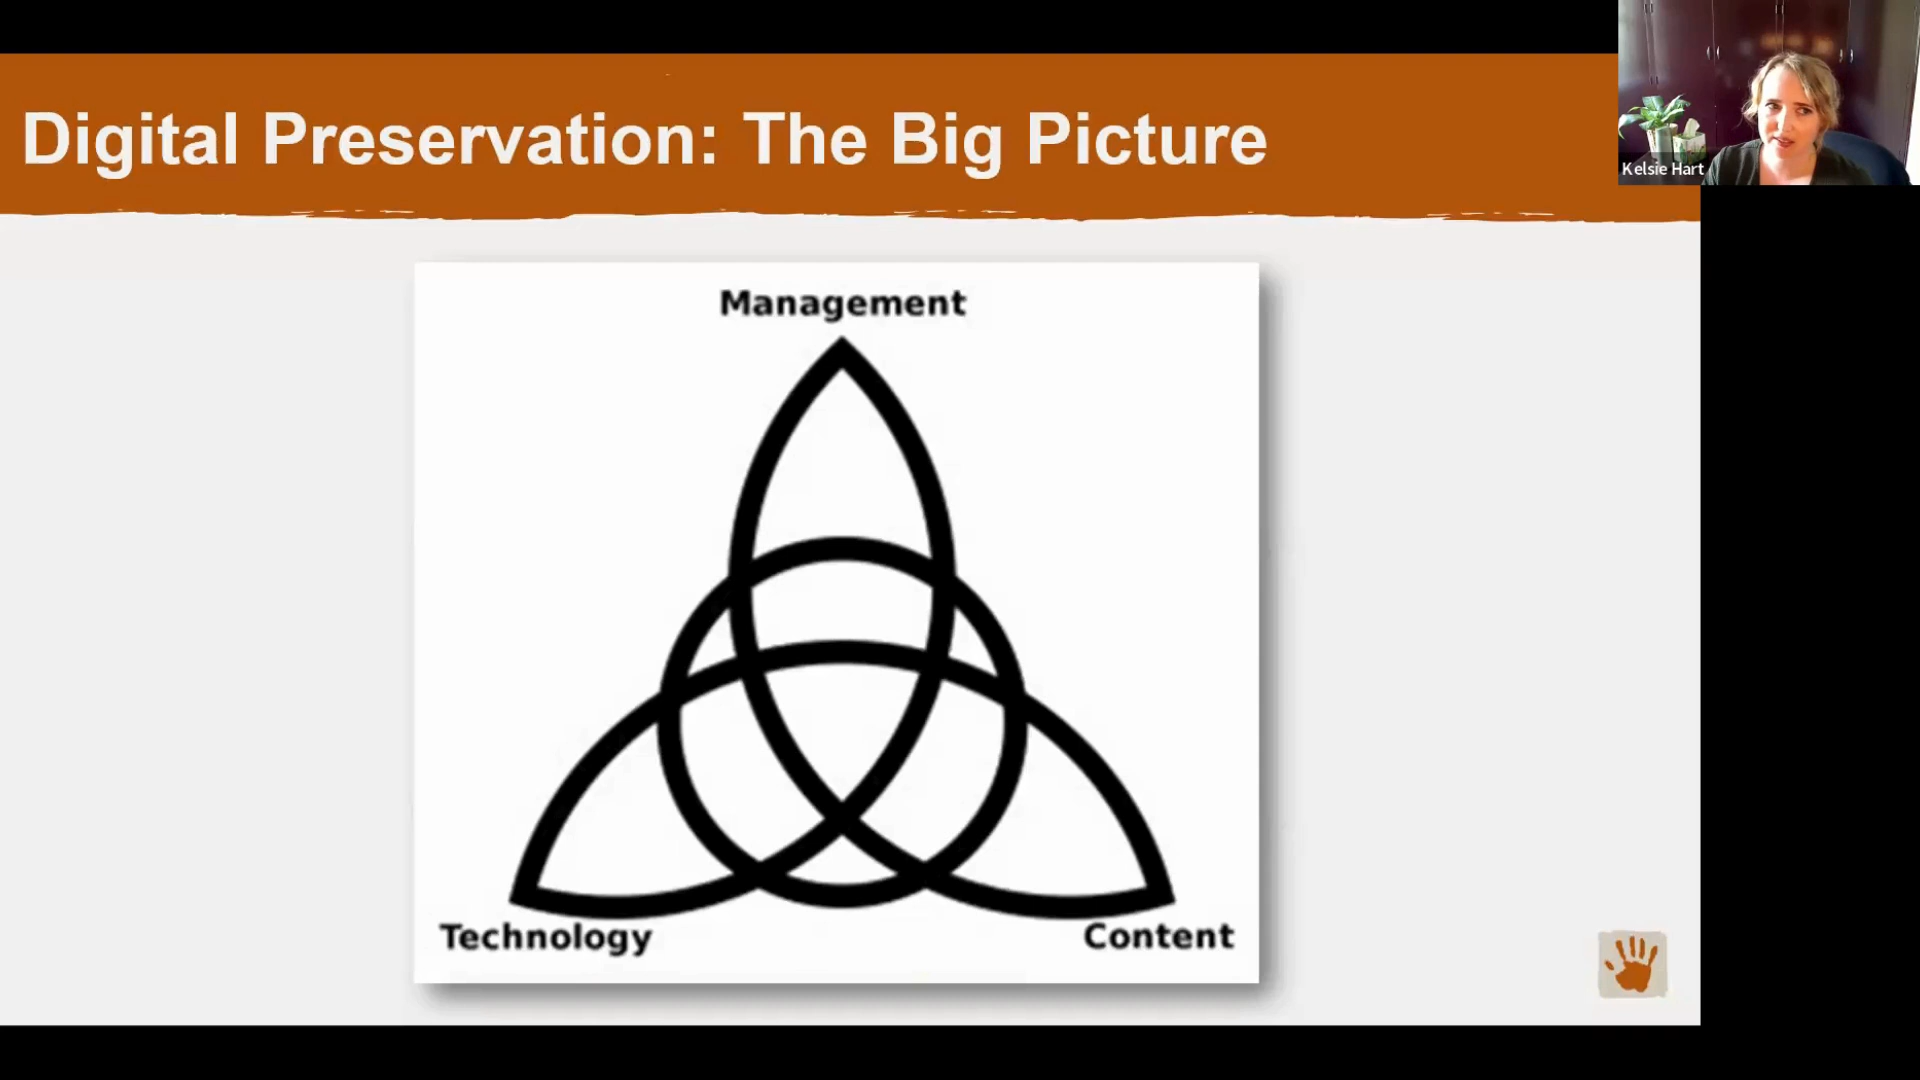 Digital Preservation: The Big Picture
Kelsie Hart
Management
Technology
Content